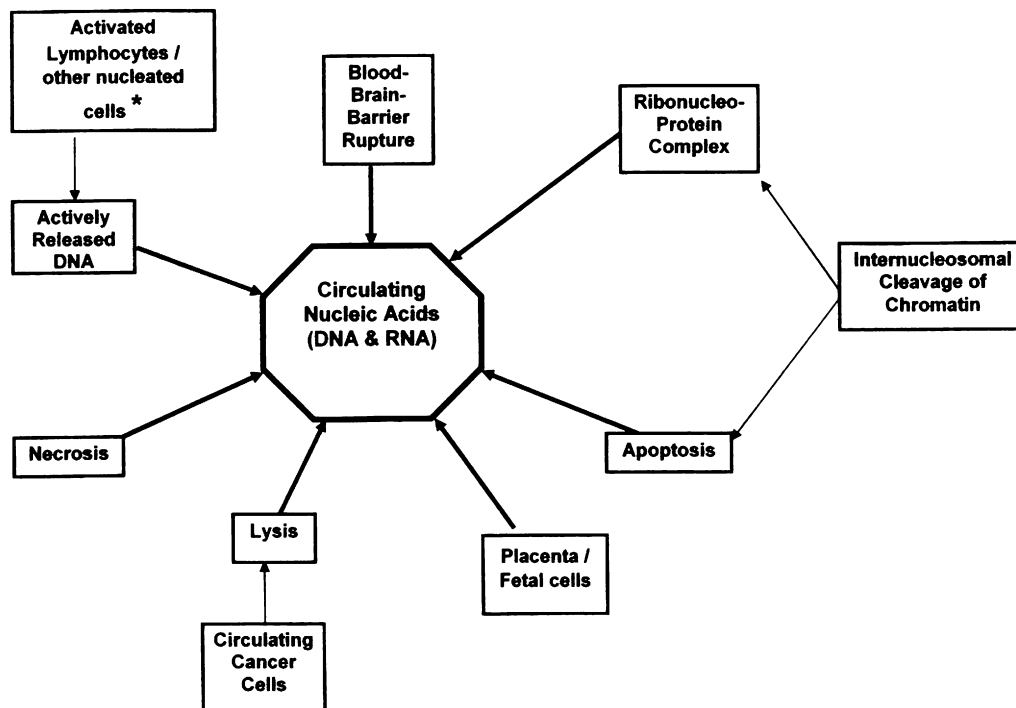 Activated
Lymphocytes /
other nucleated
cells *
Blood-
Brain-
Barrier
Rupture
Ribonucleo-
Protein
Complex
Actively
Released
DNA
Internucleosomal
Cleavage of
Chromatin
Circulating
Nucleic Acids
(DNA & RNA)
Necrosis
Apoptosis
Lysis
Placenta /
Fetal cells
Circulating
Cancer
Cells